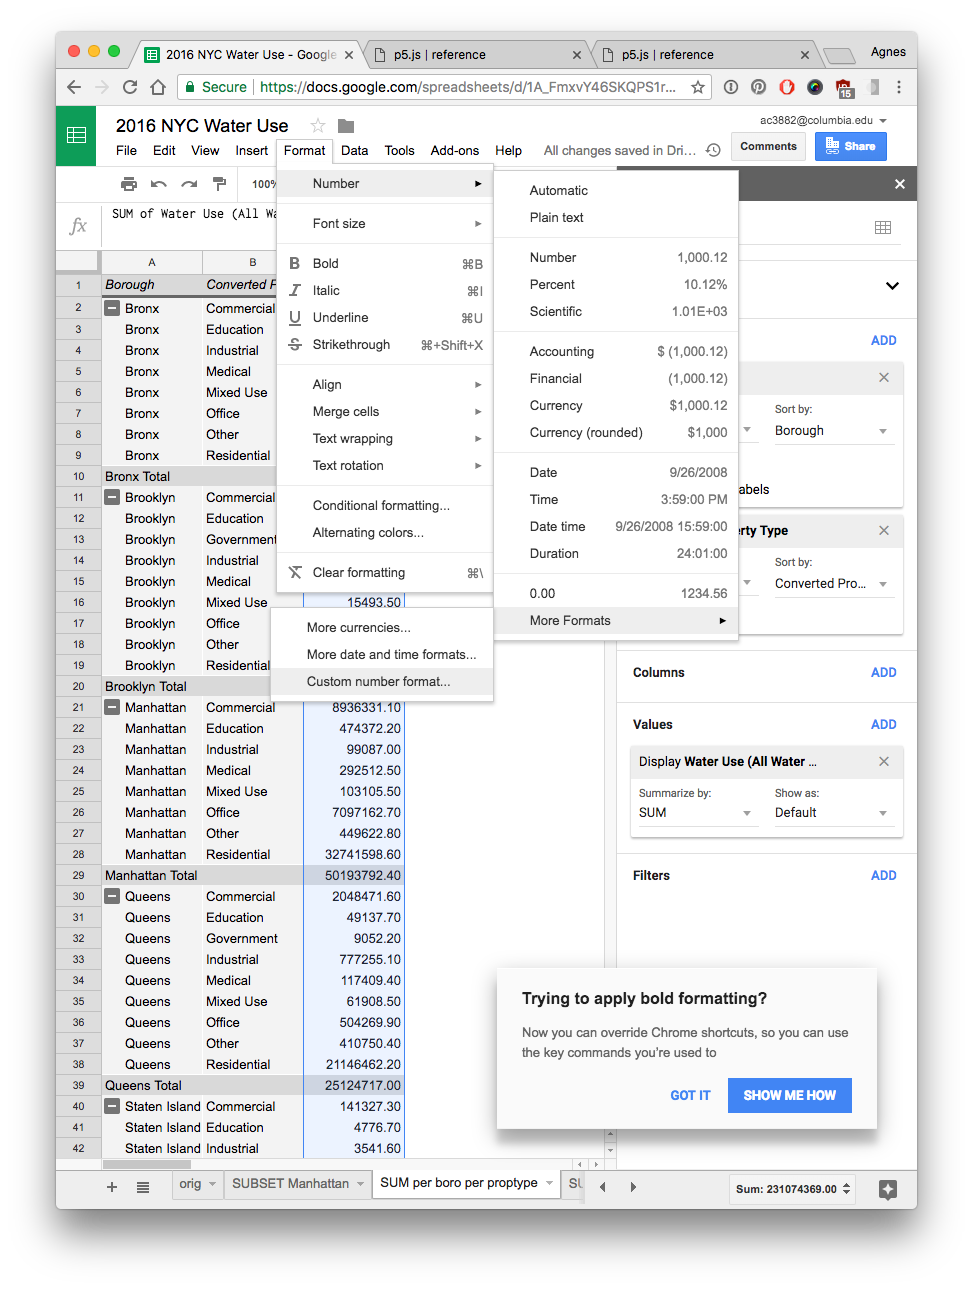 2016 NYC Water Use - Google
p5.js | reference
p5.js | reference
Agnes
Secure
https://docs.google.com/spreadsheets/d/1A_FmxvY46SKQPS1r...
15
2016 NYC Water Use
ac3882@columbia.edu
File Edit View Insert Format Data Tools Add-ons Help All changes saved in Dri...
Comments
Share
100%
fx
SUM of Water Use (All Wa
A B
1 Borough Converted P
2 Bronx Commercial
3 Bronx Education
4 Bronx Industrial
5 Bronx Medical
6 Bronx Mixed Use
7 Bronx Office
8 Bronx Other
9 Bronx Residential
10 Bronx Total
11 Brooklyn Commercial
12 Brooklyn Education
13 Brooklyn Government
14 Brooklyn Industrial
15 Brooklyn Medical
16 Brooklyn Mixed Use 15493.50
17 Brooklyn Office
18 Brooklyn Other
19 Brooklyn Residential
20 Brooklyn Total
21 Manhattan Commercial 8936331.10
22 Manhattan Education 474372.20
23 Manhattan Industrial 99087.00
24 Manhattan Medical 292512.50
25 Manhattan Mixed Use 103105.50
26 Manhattan Office 7097162.70
27 Manhattan Other 449622.80
28 Manhattan Residential 32741598.60
29 Manhattan Total 50193792.40
30 Queens Commercial 2048471.60
31 Queens Education 49137.70
32 Queens Government 9052.20
33 Queens Industrial 777255.10
34 Queens Medical 117409.40
35 Queens Mixed Use 61908.50
36 Queens Office 504269.90
37 Queens Other 410750.40
38 Queens Residential 21146462.20
39 Queens Total 25124717.00
40 Staten Island Commercial 141327.30
41 Staten Island Education 4776.70
42 Staten Island Industrial 3541.60
Number
Font size
B Bold ⌘B
I Italic ⌘I
U Underline ⌘U
S Strikethrough ⌘+Shift+X
Align
Merge cells
Text wrapping
Text rotation
Conditional formatting...
Alternating colors...
Clear formatting ⌘\
More currencies...
More date and time formats...
Custom number format...
Automatic
Plain text
Number 1,000.12
Percent 10.12%
Scientific 1.01E+03
Accounting $ (1,000.12)
Financial (1,000.12)
Currency $1,000.12
Currency (rounded) $1,000
Date 9/26/2008
Time 3:59:00 PM
Date time 9/26/2008 15:59:00
Duration 24:01:00
0.00 1234.56
More Formats
ADD
Sort by:
Borough
abels
erty Type
Sort by:
Converted Pro...
Columns ADD
Values ADD
Display Water Use (All Water ...
Summarize by: Show as:
SUM Default
Filters ADD
Trying to apply bold formatting?
Now you can override Chrome shortcuts, so you can use
the key commands you're used to
GOT IT SHOW ME HOW
orig SUBSET Manhattan SUM per boro per proptype SU
Sum: 231074369.00